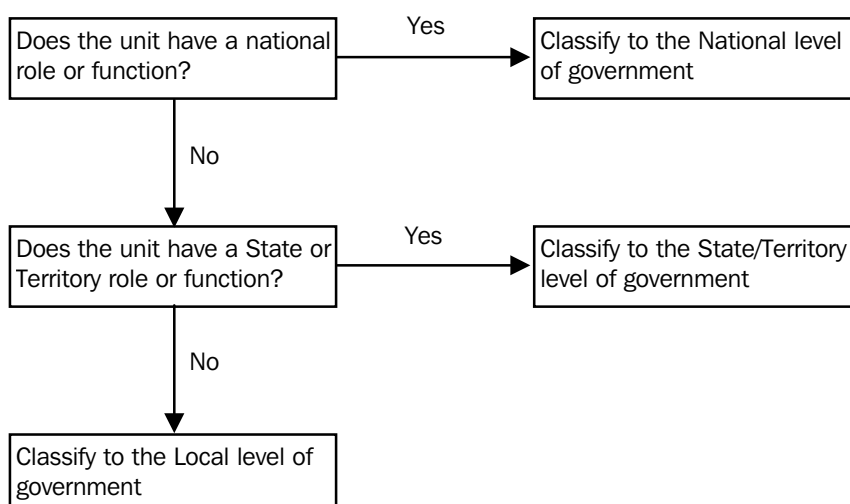 Does the unit have a national
role or function?
Yes
Classify to the National level
of government
No
Does the unit have a State or
Territory role or function?
Yes
Classify to the State/Territory
level of government
No
Classify to the Local level of
government